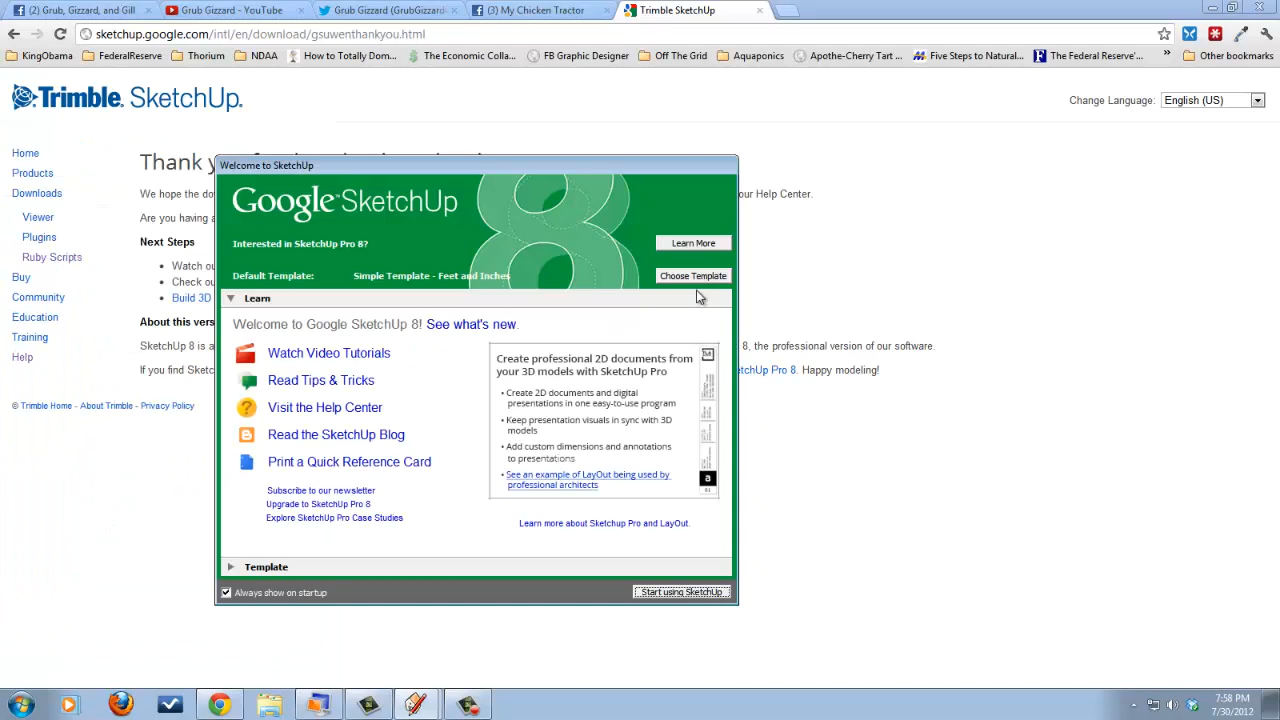 (2) Grub, Gizzard, and Gill
Grub Gizzard - YouTube
Grub Gizzard (GrubGizzard
(3) My Chicken Tractor
Trimble SketchUp
sketchup.google.com/intl/en/download/gsuwenthankyou.html
KingObama
FederalReserve
Thorium
NDAA
How to Totally Dom...
The Economic Colla...
FB Graphic Designer
Off The Grid
Aquaponics
Apothe-Cherry Tart ...
Five Steps to Natural...
The Federal Reserve'...
»
Other bookmarks
Trimble. SketchUp.
Change Language: English (US)
Home
Products
Downloads
Viewer
Plugins
Ruby Scripts
Buy
Community
Education
Training
Help
Thank y
We hope the do
our Help Center.
Are you having a
Next Steps
• Watch ou
• Check ou
• Build 3D
About this vers
SketchUp 8 is a
8, the professional version of our software.
If you find Sketc
etchUp Pro 8. Happy modeling!
© Trimble Home - About Trimble - Privacy Policy
Welcome to SketchUp
Google™ SketchUp 8
Interested in SketchUp Pro 8?
Learn More
Default Template: Simple Template - Feet and Inches
Choose Template
Learn
Welcome to Google SketchUp 8! See what's new.
Watch Video Tutorials
Read Tips & Tricks
Visit the Help Center
Read the SketchUp Blog
Print a Quick Reference Card
Subscribe to our newsletter
Upgrade to SketchUp Pro 8
Explore SketchUp Pro Case Studies
Create professional 2D documents from
your 3D models with SketchUp Pro
• Create 2D documents and digital
presentations in one easy-to-use program
• Keep presentation visuals in sync with 3D
models
• Add custom dimensions and annotations
to presentations
• See an example of LayOut being used by
professional architects
a
Learn more about Sketchup Pro and LayOut.
Template
Always show on startup
Start using SketchUp
7:58 PM
7/30/2012